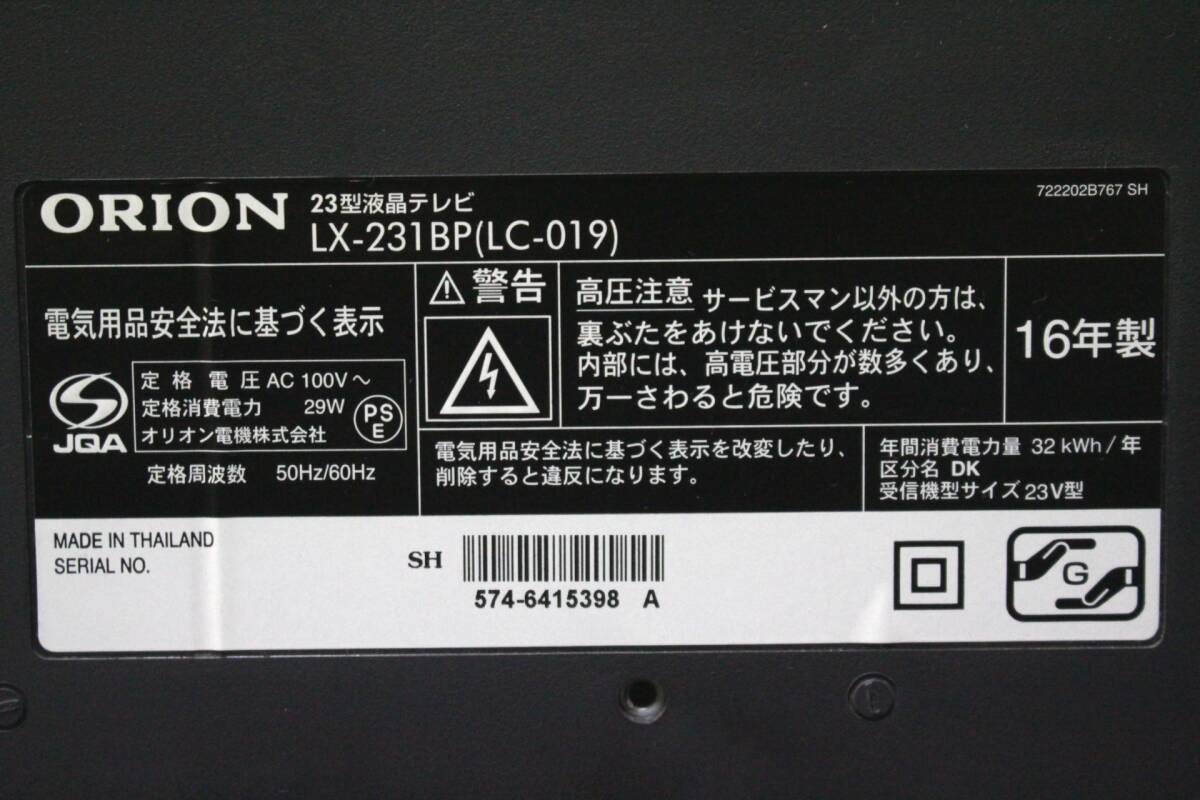 ORION
23型液晶テレビ
LX-231BP(LC-019)
722202B767 SH
電気用品安全法に基づく表示
JQA
定格電圧 AC 100V～
定格消費電力 29W
オリオン電機株式会社
PS
E
定格周波数 50Hz/60Hz
警告
高圧注意 サービスマン以外の方は、
裏ぶたをあけないでください。
内部には、高電圧部分が数多くあり、
万一さわると危険です。
16年製
電気用品安全法に基づく表示を改変したり、
削除すると違反になります。
年間消費電力量 32 kWh/年
区分名 DK
受信機型サイズ 23V型
MADE IN THAILAND
SERIAL NO.
SH
574-6415398 A
G